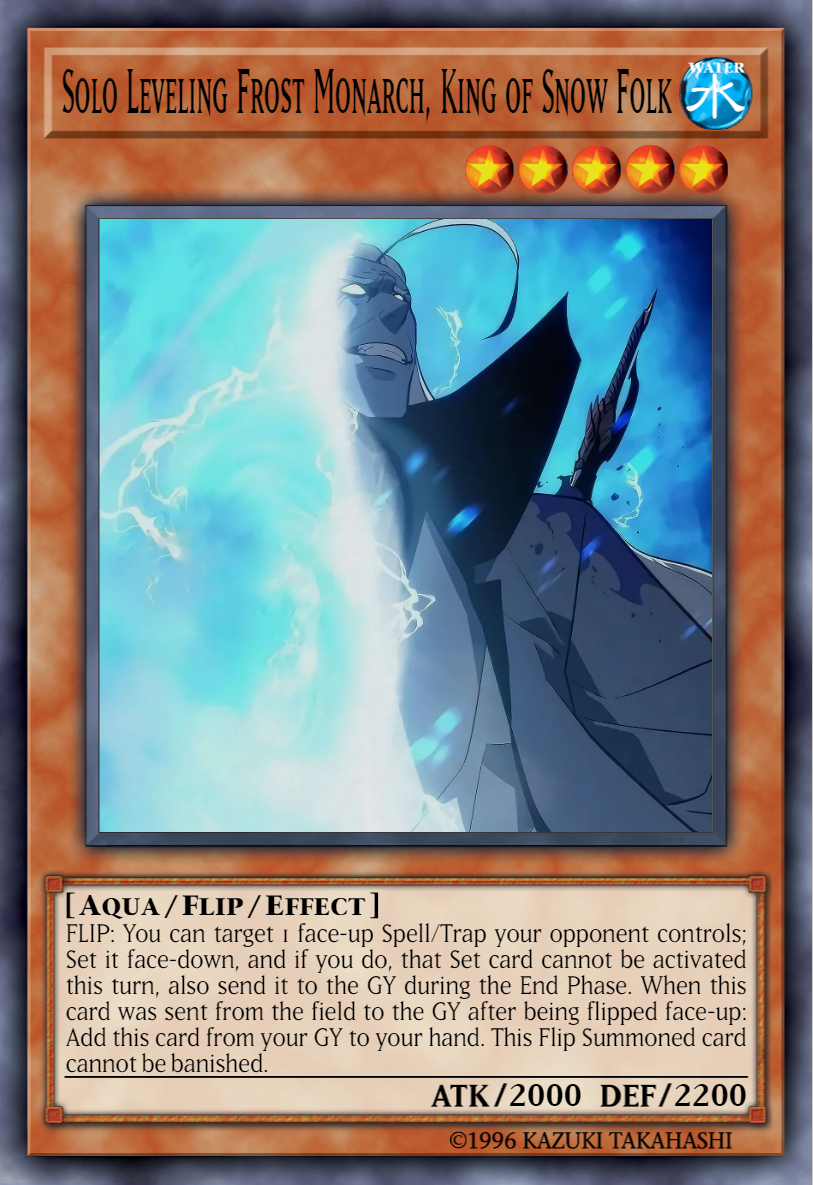 Solo Leveling Frost Monarch, King of Snow Folk
WATER
水
[ Aqua / Flip / Effect ]
FLIP: You can target 1 face-up Spell/Trap your opponent controls;
Set it face-down, and if you do, that Set card cannot be activated
this turn, also send it to the GY during the End Phase. When this
card was sent from the field to the GY after being flipped face-up:
Add this card from your GY to your hand. This Flip Summoned card
cannot be banished.
ATK/2000 DEF/2200
©1996 KAZUKI TAKAHASHI